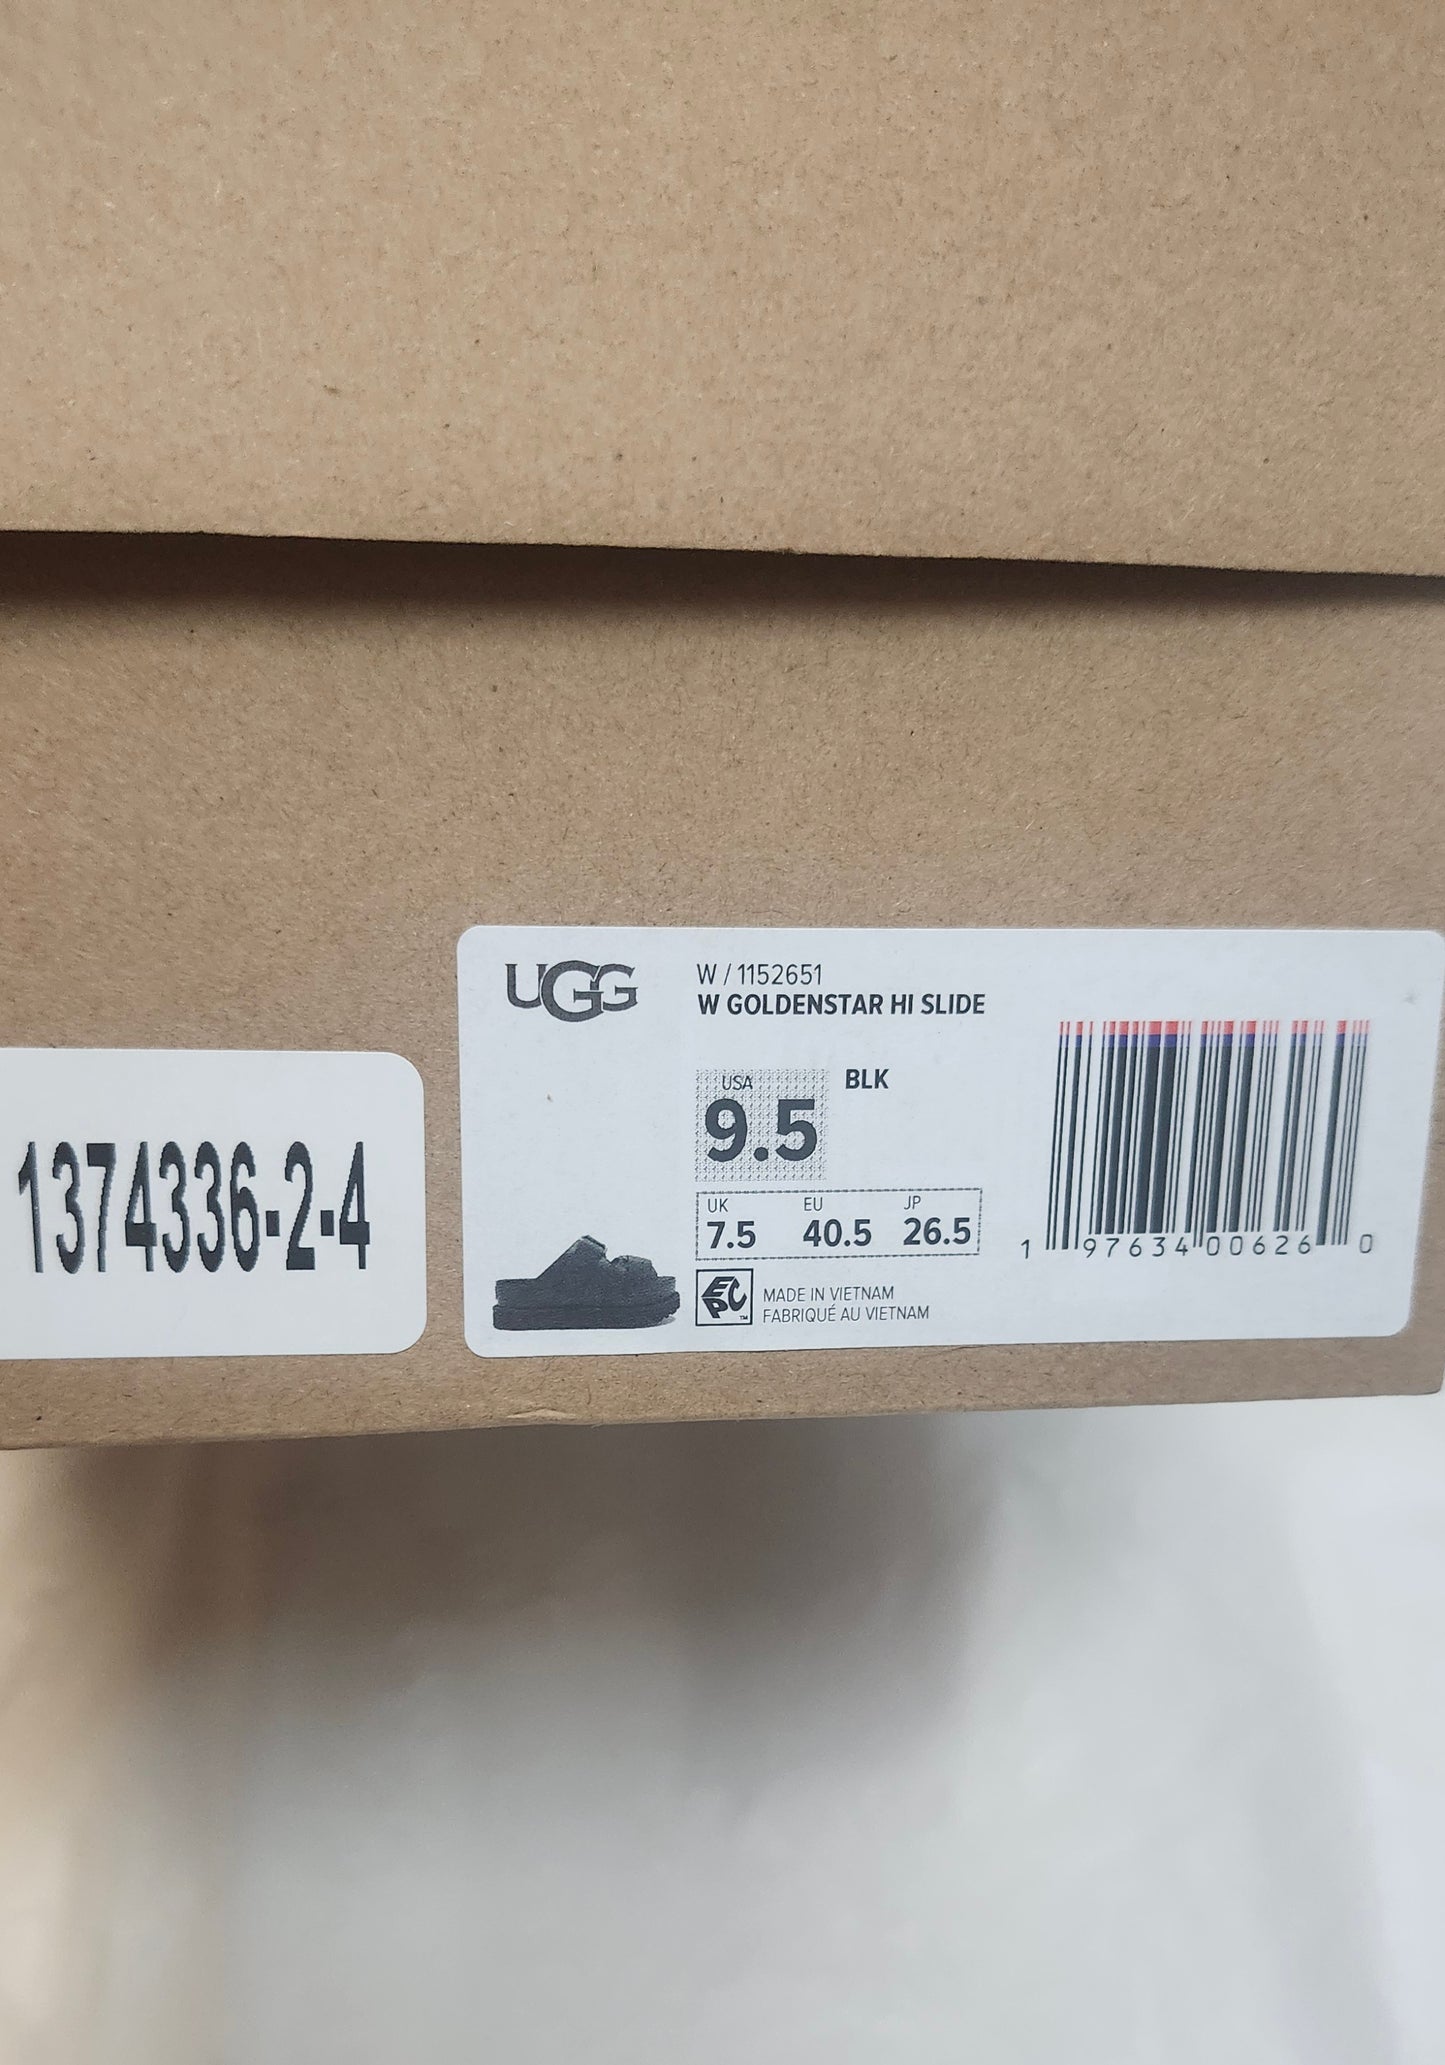 1374336-2-4
UGG
W / 1152651
W GOLDENSTAR HI SLIDE
USA
9.5
BLK
UK EU JP
7.5 40.5 26.5
EPC™
MADE IN VIETNAM
FABRIQUÉ AU VIETNAM
1 97634 00626 0